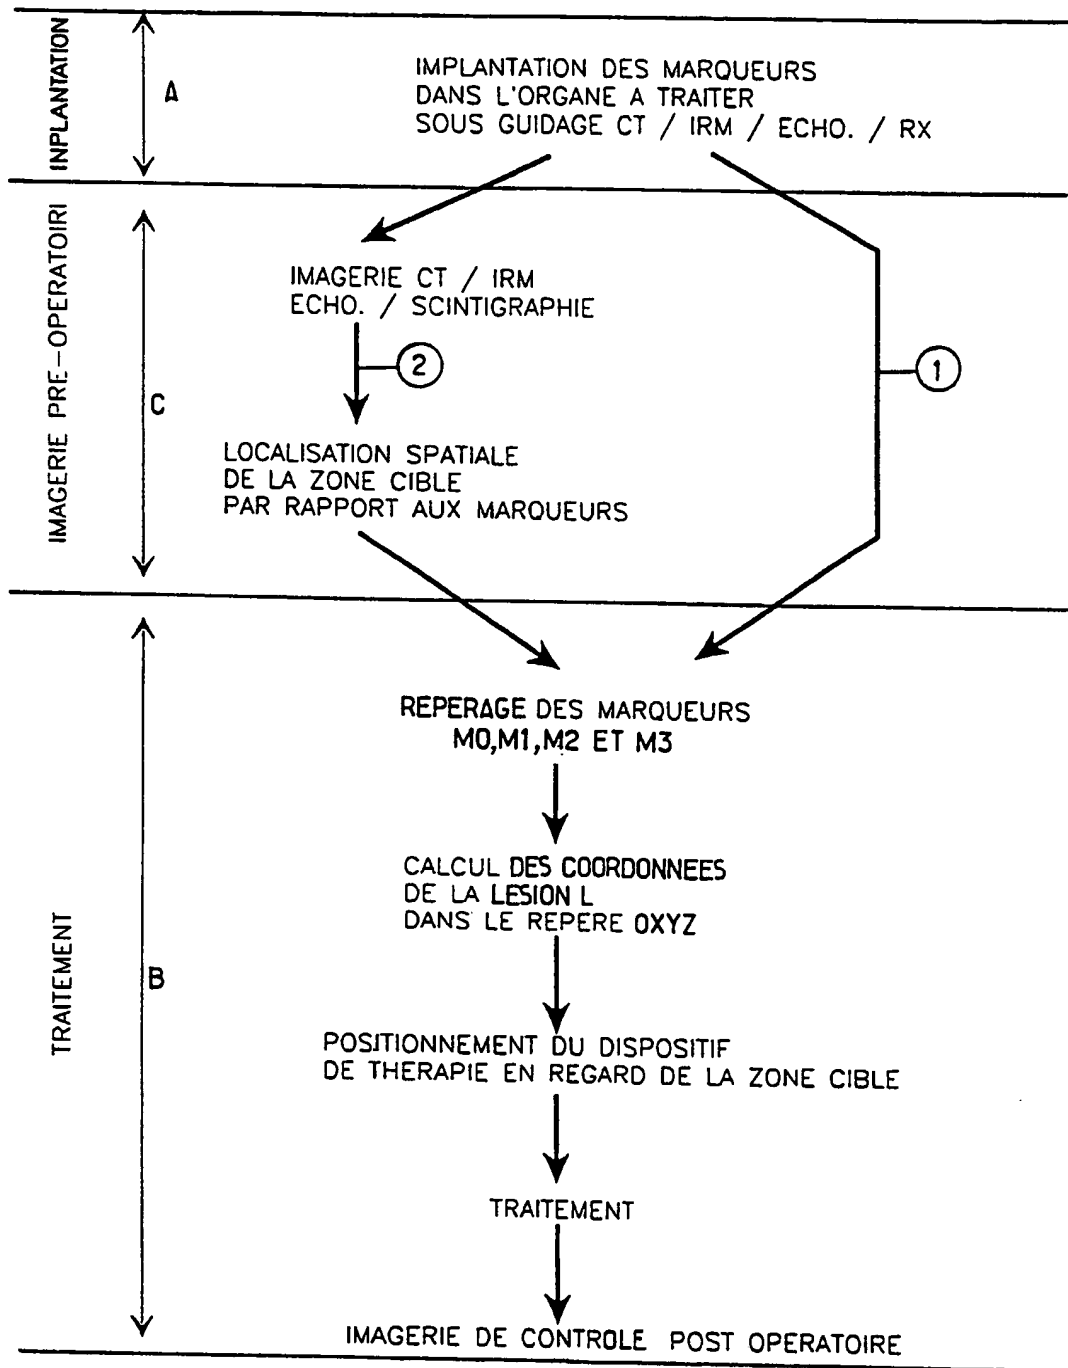 INPLANTATION
A
IMPLANTATION DES MARQUEURS
DANS L'ORGANE A TRAITER
SOUS GUIDAGE CT / IRM / ECHO. / RX
IMAGERIE PRE-OPERATOIRI
C
IMAGERIE CT / IRM
ECHO. / SCINTIGRAPHIE
2
1
LOCALISATION SPATIALE
DE LA ZONE CIBLE
PAR RAPPORT AUX MARQUEURS
TRAITEMENT
B
REPERAGE DES MARQUEURS
M0,M1,M2 ET M3
CALCUL DES COORDONNEES
DE LA LESION L
DANS LE REPERE OXYZ
POSITIONNEMENT DU DISPOSITIF
DE THERAPIE EN REGARD DE LA ZONE CIBLE
TRAITEMENT
IMAGERIE DE CONTROLE POST OPERATOIRE